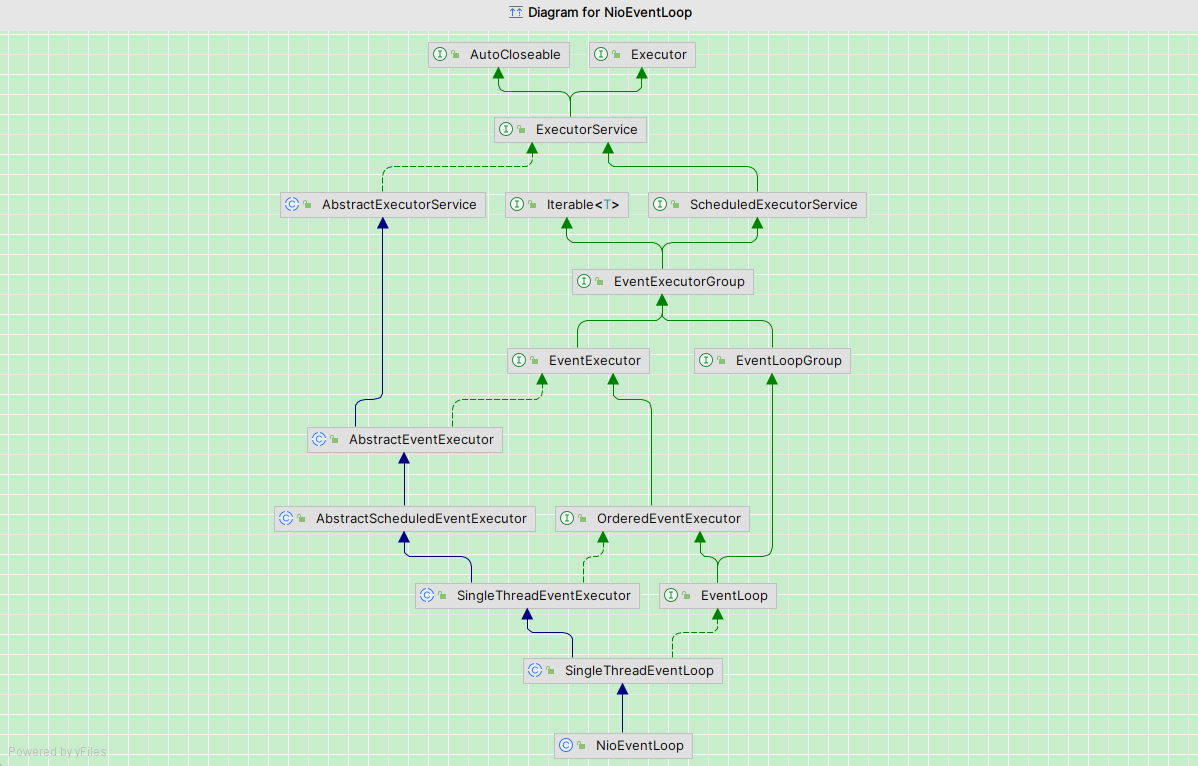 Diagram for NioEventLoop
AutoCloseable
Executor
ExecutorService
AbstractExecutorService
Iterable<T>
ScheduledExecutorService
EventExecutorGroup
EventExecutor
EventLoopGroup
AbstractEventExecutor
AbstractScheduledEventExecutor
OrderedEventExecutor
SingleThreadEventExecutor
EventLoop
SingleThreadEventLoop
NioEventLoop
Powered by yFiles